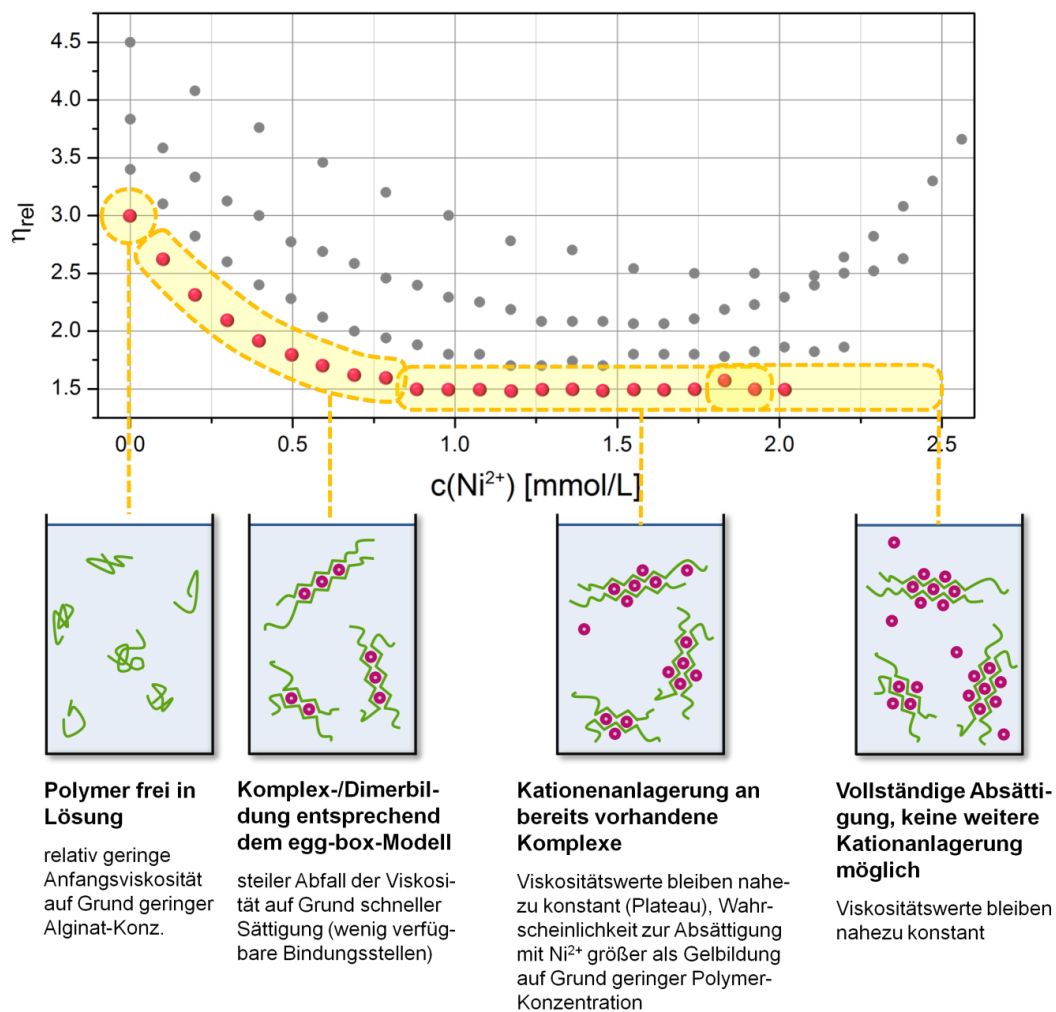 4.5
4.0
3.5
3.0
2.5
2.0
1.5
ηrel
0.0
0.5
1.0
1.5
2.0
2.5
c(Ni²⁺) [mmol/L]
Polymer frei in
Lösung
relativ geringe
Anfangsviskosität
auf Grund geringer
Alginat-Konz.
Komplex-/Dimerbil-
dung entsprechend
dem egg-box-Modell
steiler Abfall der Viskosi-
tät auf Grund schneller
Sättigung (wenig verfüg-
bare Bindungsstellen)
Kationenanlagerung an
bereits vorhandene
Komplexe
Viskositätswerte bleiben nahe-
zu konstant (Plateau), Wahr-
scheinlichkeit zur Absättigung
mit Ni²⁺ größer als Gelbildung
auf Grund geringer Polymer-
Konzentration
Vollständige Absätti-
gung, keine weitere
Kationanlagerung
möglich
Viskositätswerte bleiben
nahezu konstant